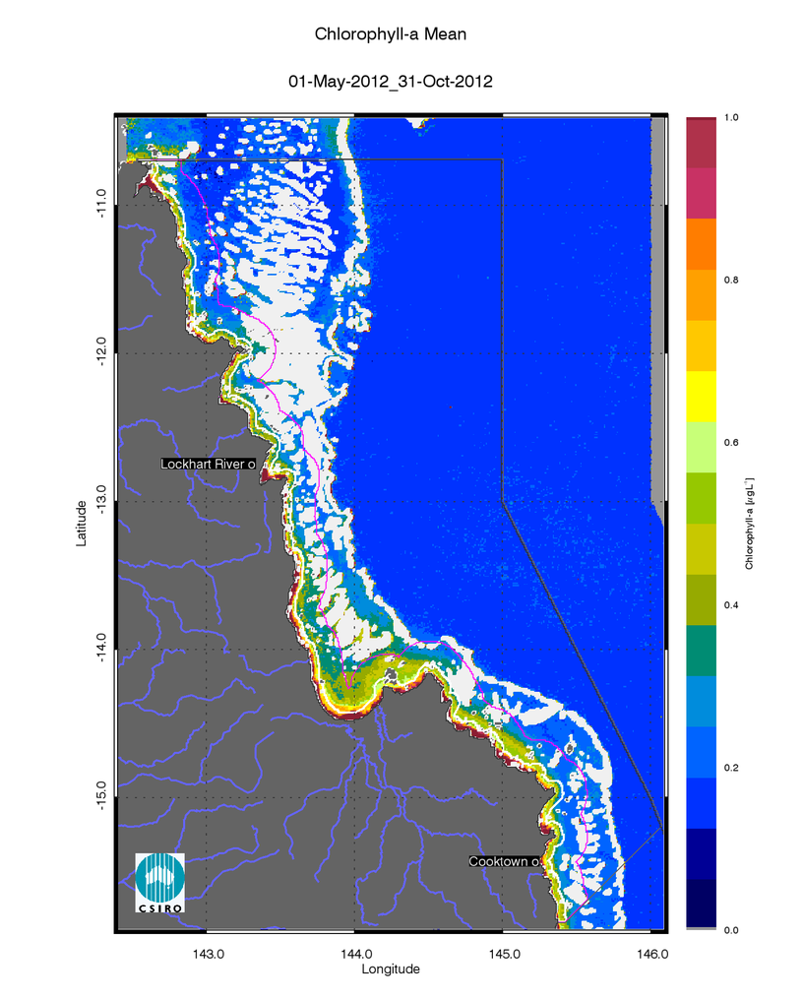 Chlorophyll-a Mean
01-May-2012_31-Oct-2012
1.0
0.8
0.6
0.4
0.2
0.0
Chlorophyll-a [μgL⁻¹]
Latitude
-11.0
-12.0
-13.0
-14.0
-15.0
Lockhart River o
Cooktown o
CSIRO
143.0 144.0 145.0 146.0
Longitude